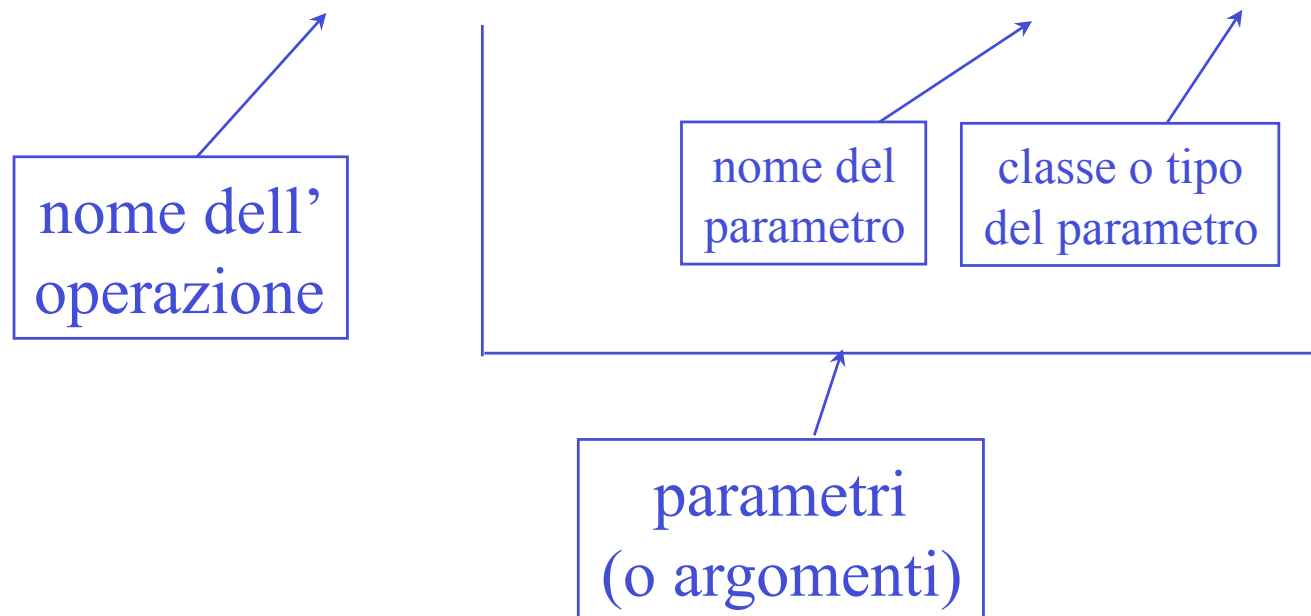 nome dell’
operazione
nome del
parametro
classe o tipo
del parametro
parametri
(o argomenti)